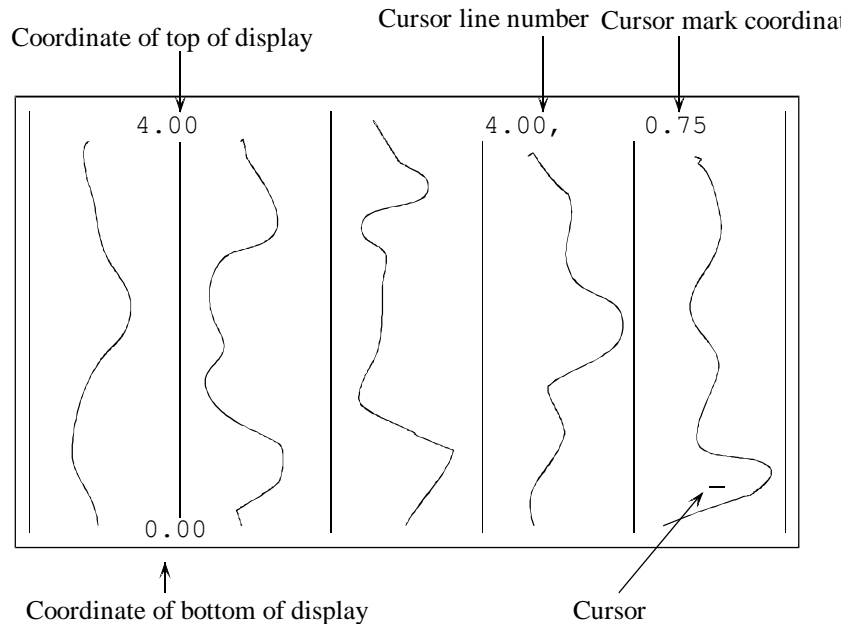 Cursor line number Cursor mark coordinat
Coordinate of top of display
4.00 4.00, 0.75
0.00
Coordinate of bottom of display Cursor